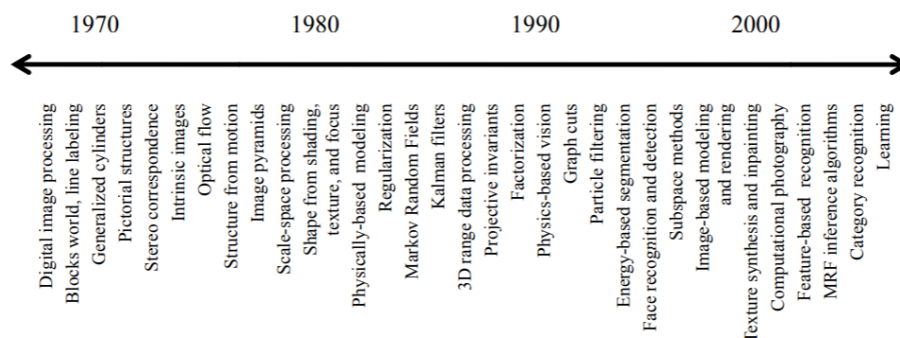 1970
1980
1990
2000
Digital image processing
Blocks world, line labeling
Generalized cylinders
Pictorial structures
Stereo correspondence
Intrinsic images
Optical flow
Structure from motion
Image pyramids
Scale-space processing
Shape from shading,
texture, and focus
Physically-based modeling
Regularization
Markov Random Fields
Kalman filters
3D range data processing
Projective invariants
Factorization
Physics-based vision
Graph cuts
Particle filtering
Energy-based segmentation
Face recognition and detection
Subspace methods
Image-based modeling
and rendering
Texture synthesis and inpainting
Computational photography
Feature-based recognition
MRF inference algorithms
Category recognition
Learning